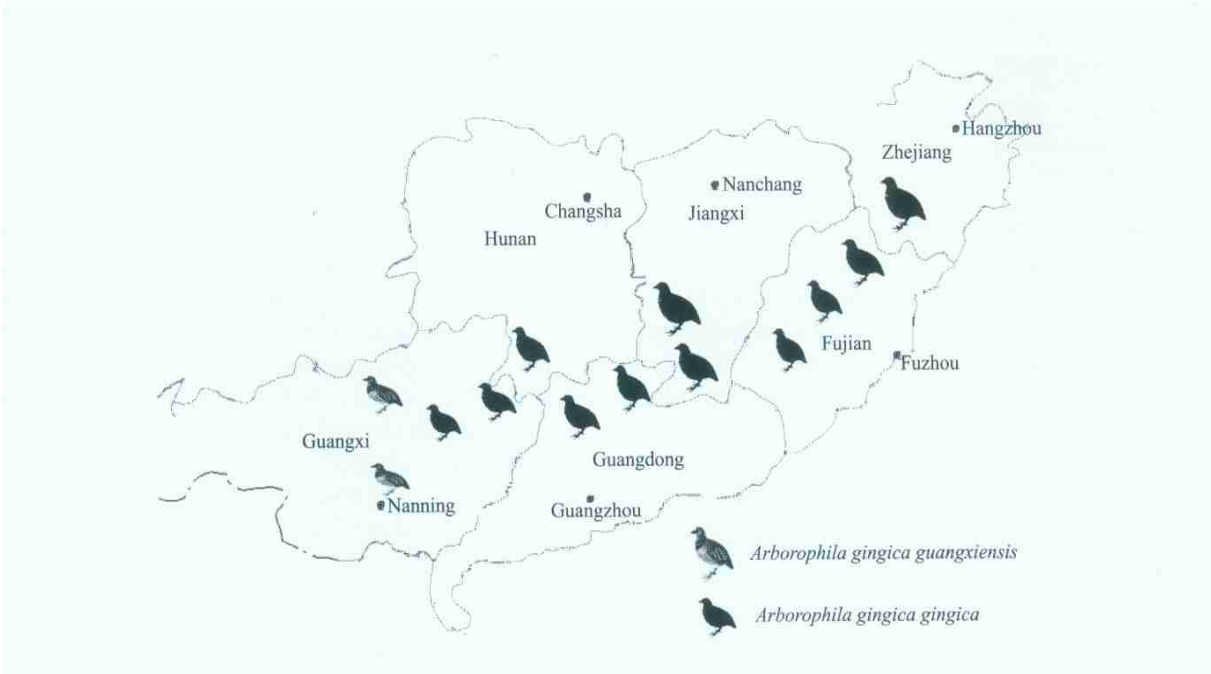 Hangzhou
Zhejiang
Nanchang
Changsha
Jiangxi
Hunan
Fujian
Fuzhou
Guangxi
Guangdong
Nanning
Guangzhou
Arborophila gingica guangxiensis
Arborophila gingica gingica